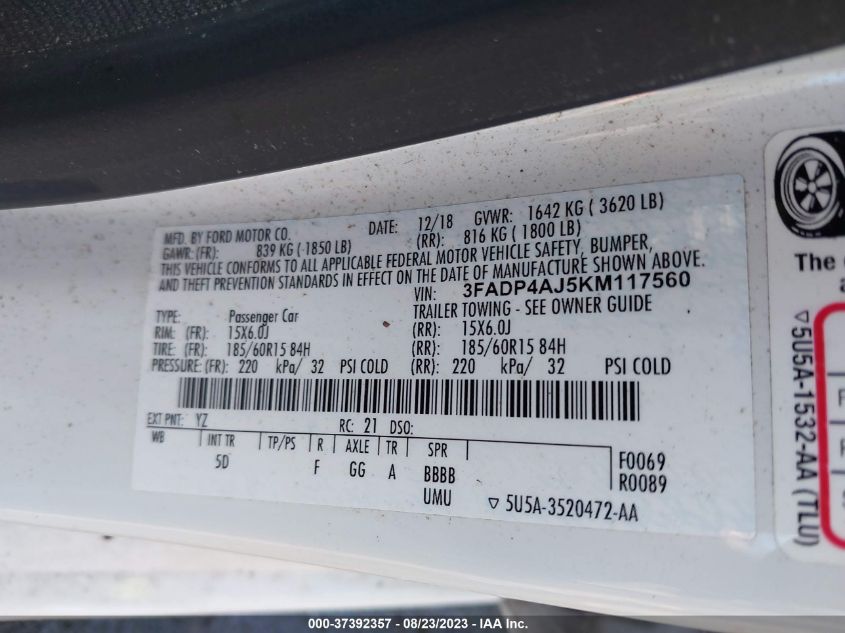 MFD. BY FORD MOTOR CO. DATE: 12/18 GVWR: 1642 KG ( 3620 LB)
GAWR: (FR): 839 KG ( 1850 LB) (RR): 816 KG ( 1800 LB)
THIS VEHICLE CONFORMS TO ALL APPLICABLE FEDERAL MOTOR VEHICLE SAFETY, BUMPER,
AND THEFT PREVENTION STANDARDS IN EFFECT ON THE DATE OF MANUFACTURE SHOWN ABOVE.
VIN: 3FADP4AJ5KM117560
TYPE: Passenger Car TRAILER TOWING - SEE OWNER GUIDE
RIM: (FR): 15X6.0J (RR): 15X6.0J
TIRE: (FR): 185/60R15 84H (RR): 185/60R15 84H
PRESSURE: (FR): 220 kPa/ 32 PSI COLD (RR): 220 kPa/ 32 PSI COLD
EXT PNT: YZ RC: 21 DSO:
WB INT TR TP/PS R AXLE TR SPR
5D F GG A BBBB
UMU
F0069
R0089
▽ 5U5A-3520472-AA
The
▽5U5A-1532-AA (TLU)
000-37392357 - 08/23/2023 - IAA Inc.